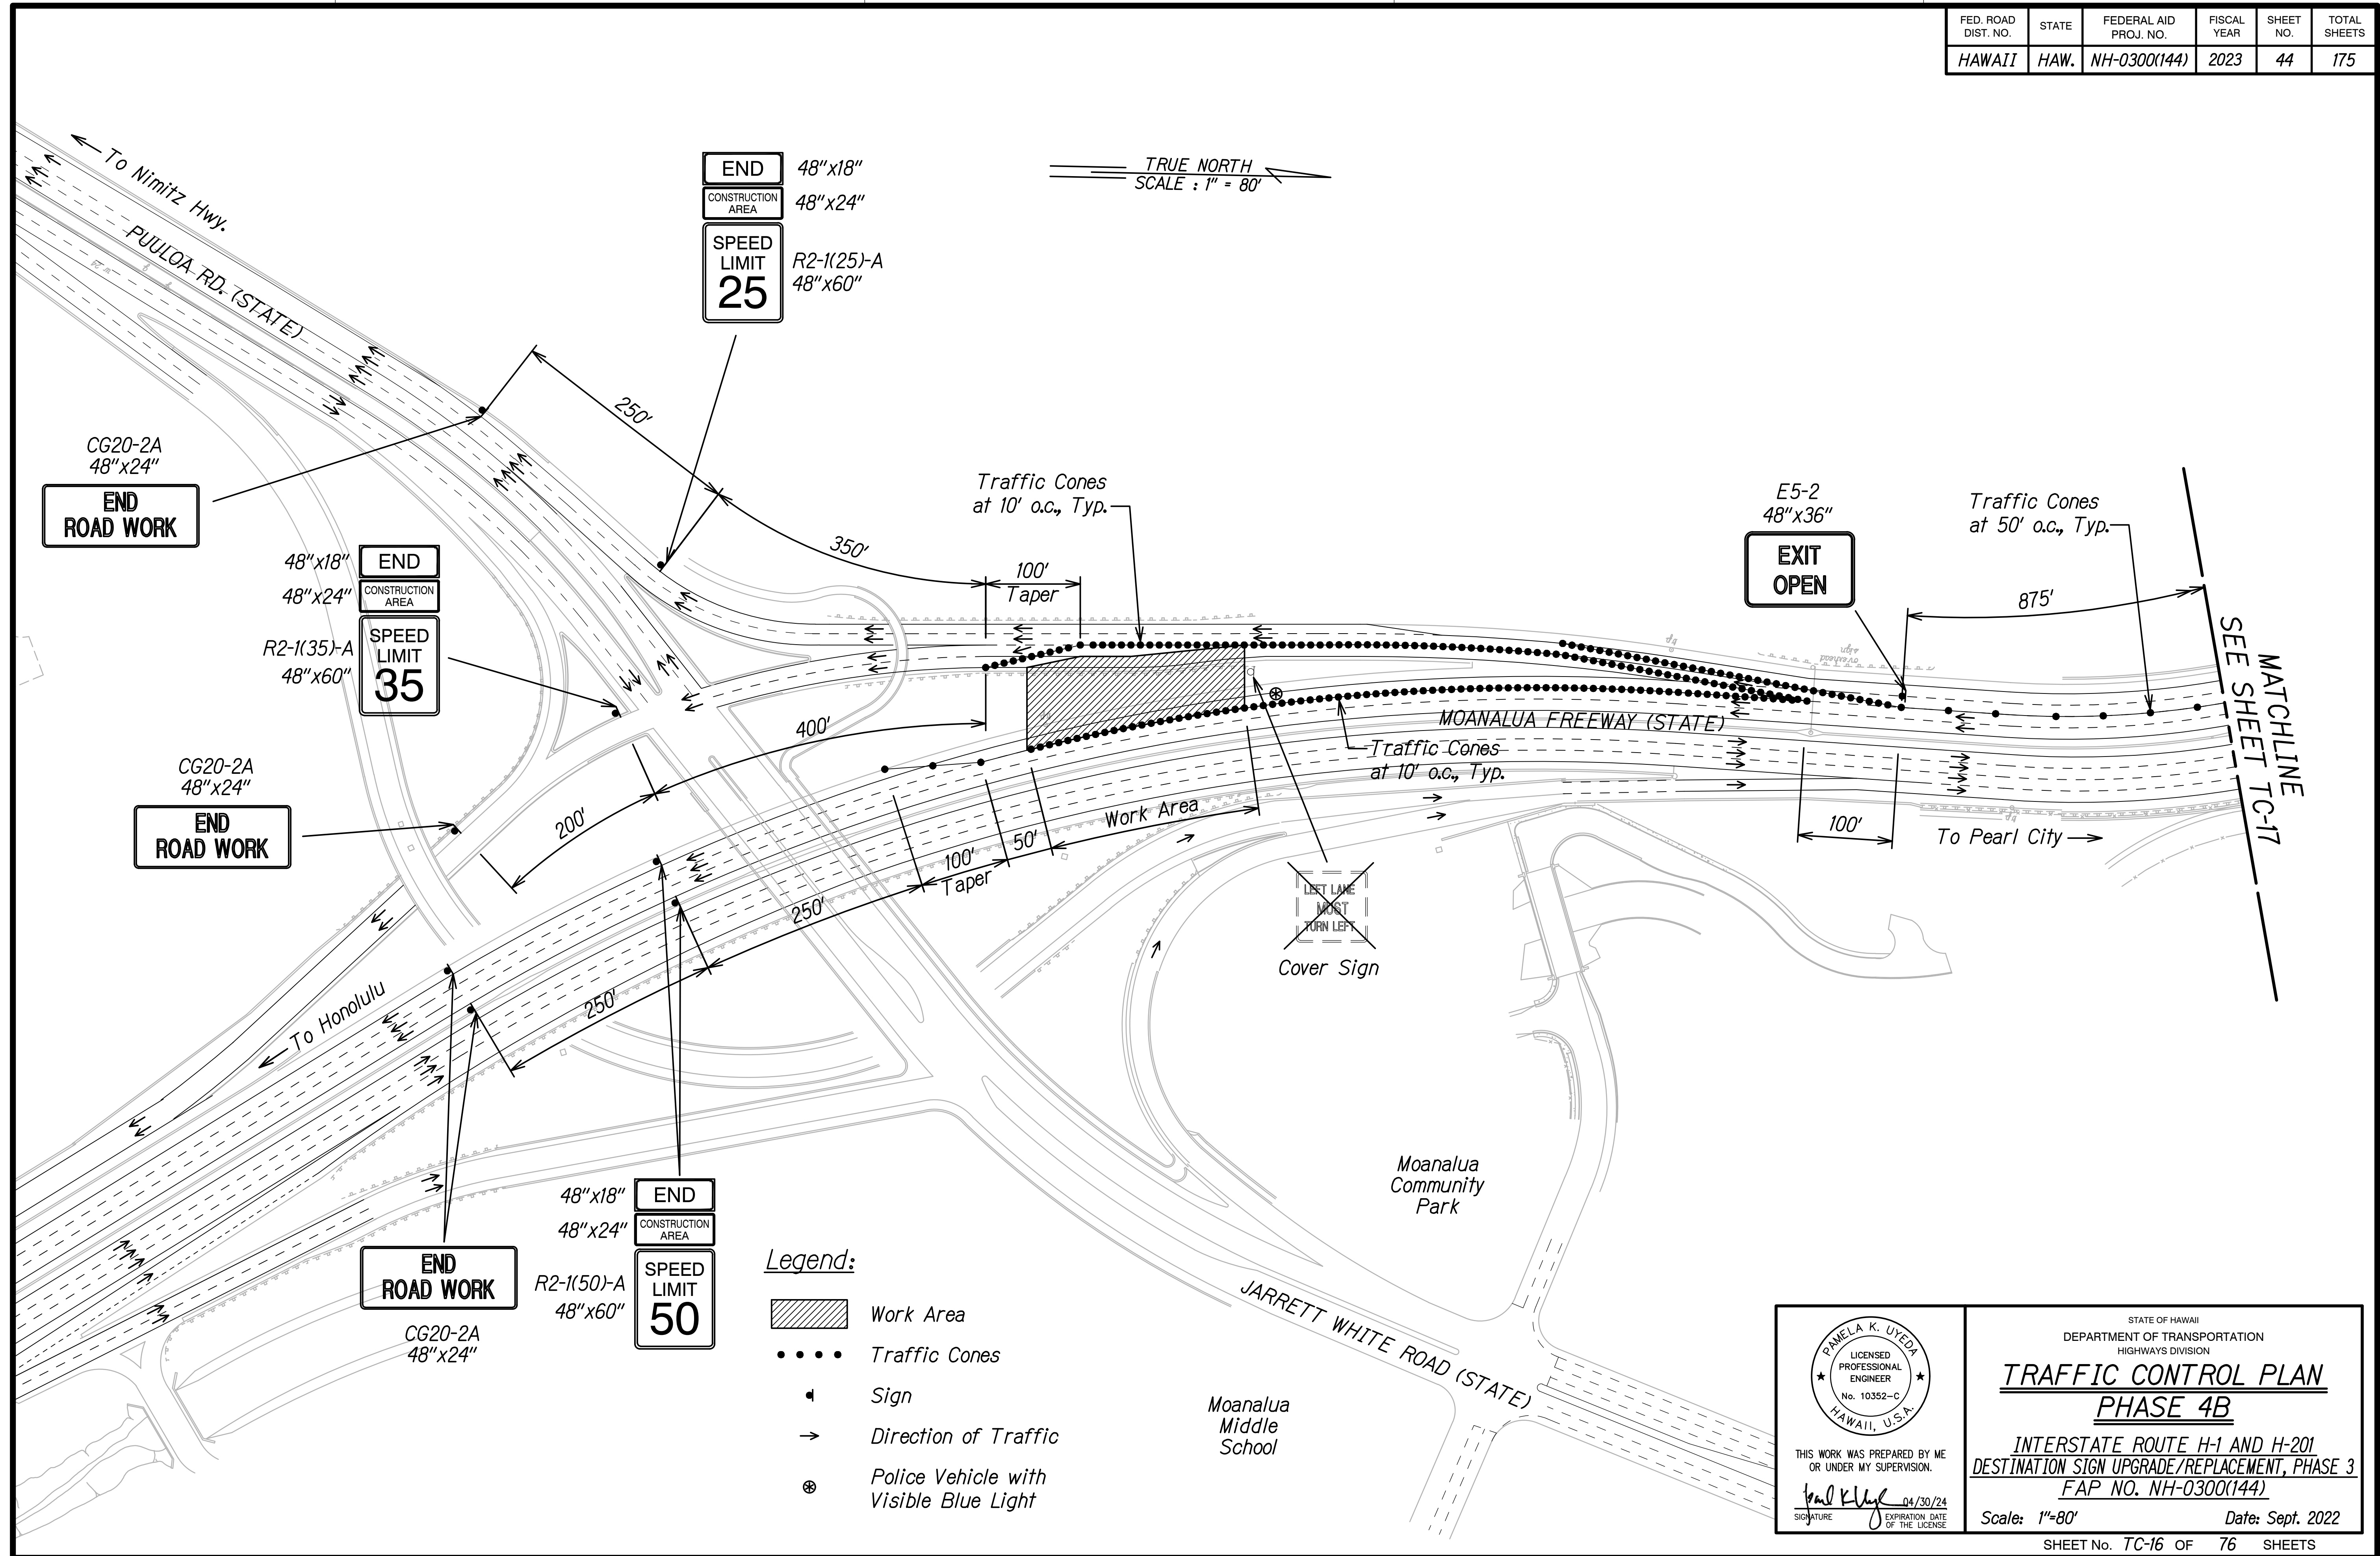 FED. ROAD DIST. NO.
STATE
FEDERAL AID PROJ. NO.
FISCAL YEAR
SHEET NO.
TOTAL SHEETS
HAWAII
HAW.
NH-0300(144)
2023
44
175
To Nimitz Hwy.
PUULOA RD. (STATE)
END
48"x18"
CONSTRUCTION
AREA
48"x24"
SPEED
LIMIT
25
R2-1(25)-A
48"x60"
TRUE NORTH
SCALE : 1" = 80'
250'
350'
CG20-2A
48"x24"
END
ROAD WORK
Traffic Cones
at 10' o.c., Typ.
100'
Taper
E5-2
48"x36"
EXIT
OPEN
Traffic Cones
at 50' o.c., Typ.
875'
MATCHLINE
SEE SHEET TC-17
48"x18"
END
48"x24"
CONSTRUCTION
AREA
R2-1(35)-A
48"x60"
SPEED
LIMIT
35
overhead
sign
400'
MOANALUA FREEWAY (STATE)
Traffic Cones
at 10' o.c., Typ.
CG20-2A
48"x24"
END
ROAD WORK
200'
Work Area
50'
100'
Taper
250'
100'
To Pearl City
LEFT LANE
MUST
TURN LEFT
Cover Sign
250'
To Honolulu
END
ROAD WORK
CG20-2A
48"x24"
48"x18"
END
48"x24"
CONSTRUCTION
AREA
R2-1(50)-A
48"x60"
SPEED
LIMIT
50
Legend:
Work Area
Traffic Cones
Sign
Direction of Traffic
Police Vehicle with
Visible Blue Light
Moanalua
Community
Park
JARRETT WHITE ROAD (STATE)
Moanalua
Middle
School
PAMELA K. UYEDA
LICENSED
PROFESSIONAL
ENGINEER
No. 10352-C
HAWAII, U.S.A.
THIS WORK WAS PREPARED BY ME
OR UNDER MY SUPERVISION.
04/30/24
SIGNATURE
EXPIRATION DATE
OF THE LICENSE
STATE OF HAWAII
DEPARTMENT OF TRANSPORTATION
HIGHWAYS DIVISION
TRAFFIC CONTROL PLAN
PHASE 4B
INTERSTATE ROUTE H-1 AND H-201
DESTINATION SIGN UPGRADE/REPLACEMENT, PHASE 3
FAP NO. NH-0300(144)
Scale: 1"=80'
Date: Sept. 2022
SHEET No. TC-16 OF 76 SHEETS